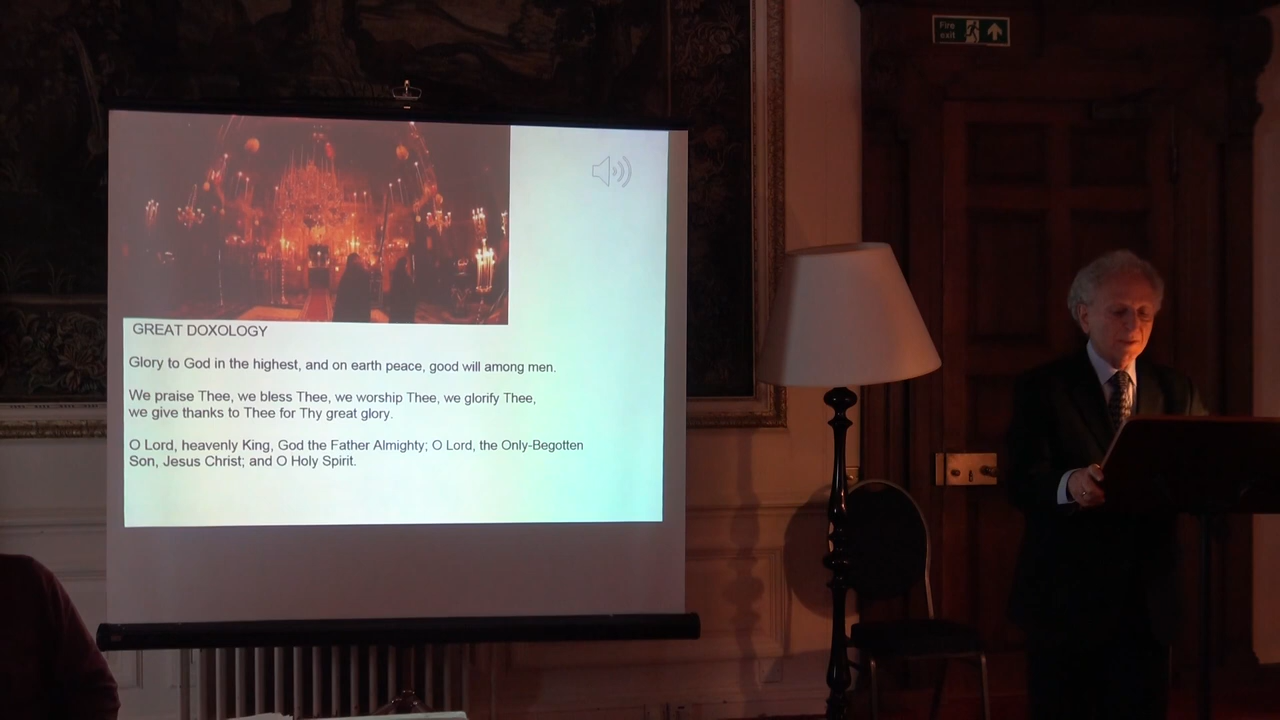 Fire
exit
GREAT DOXOLOGY
Glory to God in the highest, and on earth peace, good will among men.
We praise Thee, we bless Thee, we worship Thee, we glorify Thee,
we give thanks to Thee for Thy great glory.
O Lord, heavenly King, God the Father Almighty; O Lord, the Only-Begotten
Son, Jesus Christ; and O Holy Spirit.